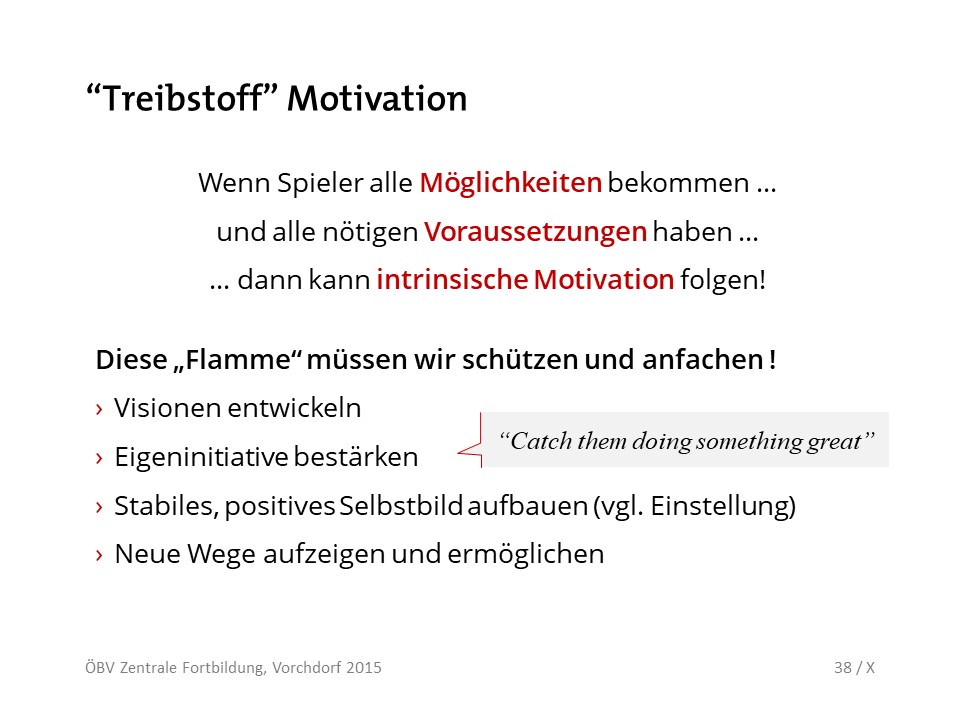 “Treibstoff” Motivation
Wenn Spieler alle Möglichkeiten bekommen ...
und alle nötigen Voraussetzungen haben ...
... dann kann intrinsische Motivation folgen!
Diese „Flamme“ müssen wir schützen und anfachen !
› Visionen entwickeln
“Catch them doing something great”
› Eigeninitiative bestärken
› Stabiles, positives Selbstbild aufbauen (vgl. Einstellung)
› Neue Wege aufzeigen und ermöglichen
ÖBV Zentrale Fortbildung, Vorchdorf 2015
38 / X